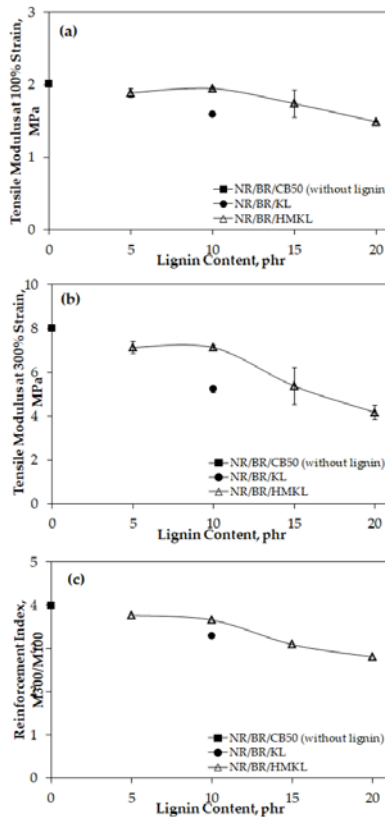 (a)
Tensile Modulus at 100% Strain,
MPa
3
2
1
0
0 5 10 15 20
Lignin Content, phr
NR/BR/CB50 (without lignin)
NR/BR/KL
NR/BR/HMKL
(b)
Tensile Modulus at 300% Strain,
MPa
10
8
6
4
2
0
0 5 10 15 20
Lignin Content, phr
NR/BR/CB50 (without lignin)
NR/BR/KL
NR/BR/HMKL
(c)
Reinforcement Index,
M300/M100
5
4
3
2
1
0
0 5 10 15 20
Lignin Content, phr
NR/BR/CB50 (without lignin)
NR/BR/KL
NR/BR/HMKL